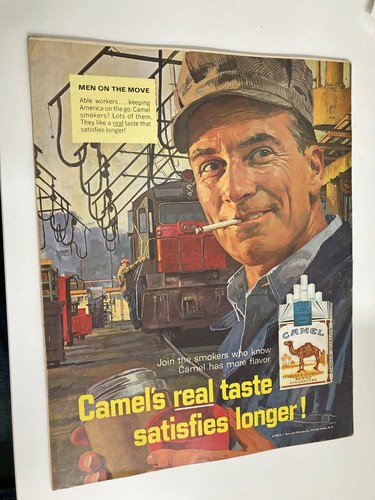 MEN ON THE MOVE
Able workers....keeping
America on the go. Camel
smokers? Lots of them.
They like a real taste that
satisfies longer!
CAMEL
Join the smokers who know
Camel has more flavor.
Camel's real taste
satisfies longer!